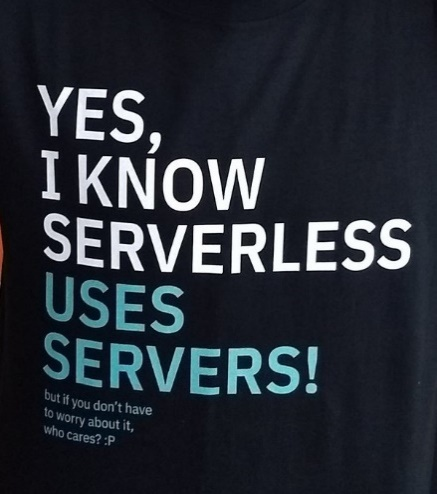 YES,
I KNOW
SERVERLESS
USES
SERVERS!
but if you don't have
to worry about it,
who cares? :P